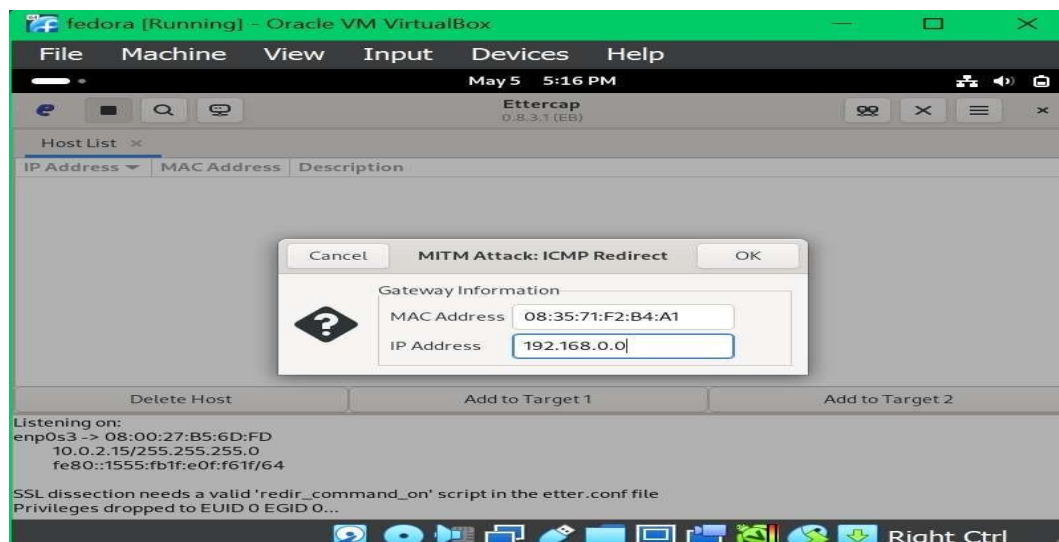 fedora [Running] - Oracle VM VirtualBox
File Machine View Input Devices Help
May 5 5:16 PM
Ettercap
0.8.3.1 (EB)
Host List
IP Address MAC Address Description
Cancel MITM Attack: ICMP Redirect OK
Gateway Information
MAC Address 08:35:71:F2:B4:A1
IP Address 192.168.0.0
Delete Host Add to Target 1 Add to Target 2
Listening on:
enp0s3 -> 08:00:27:B5:6D:FD
10.0.2.15/255.255.255.0
fe80::1555:fb1f:e0f:f61f/64
SSL dissection needs a valid 'redir_command_on' script in the etter.conf file
Privileges dropped to EUID 0 EGID 0...
Right Ctrl